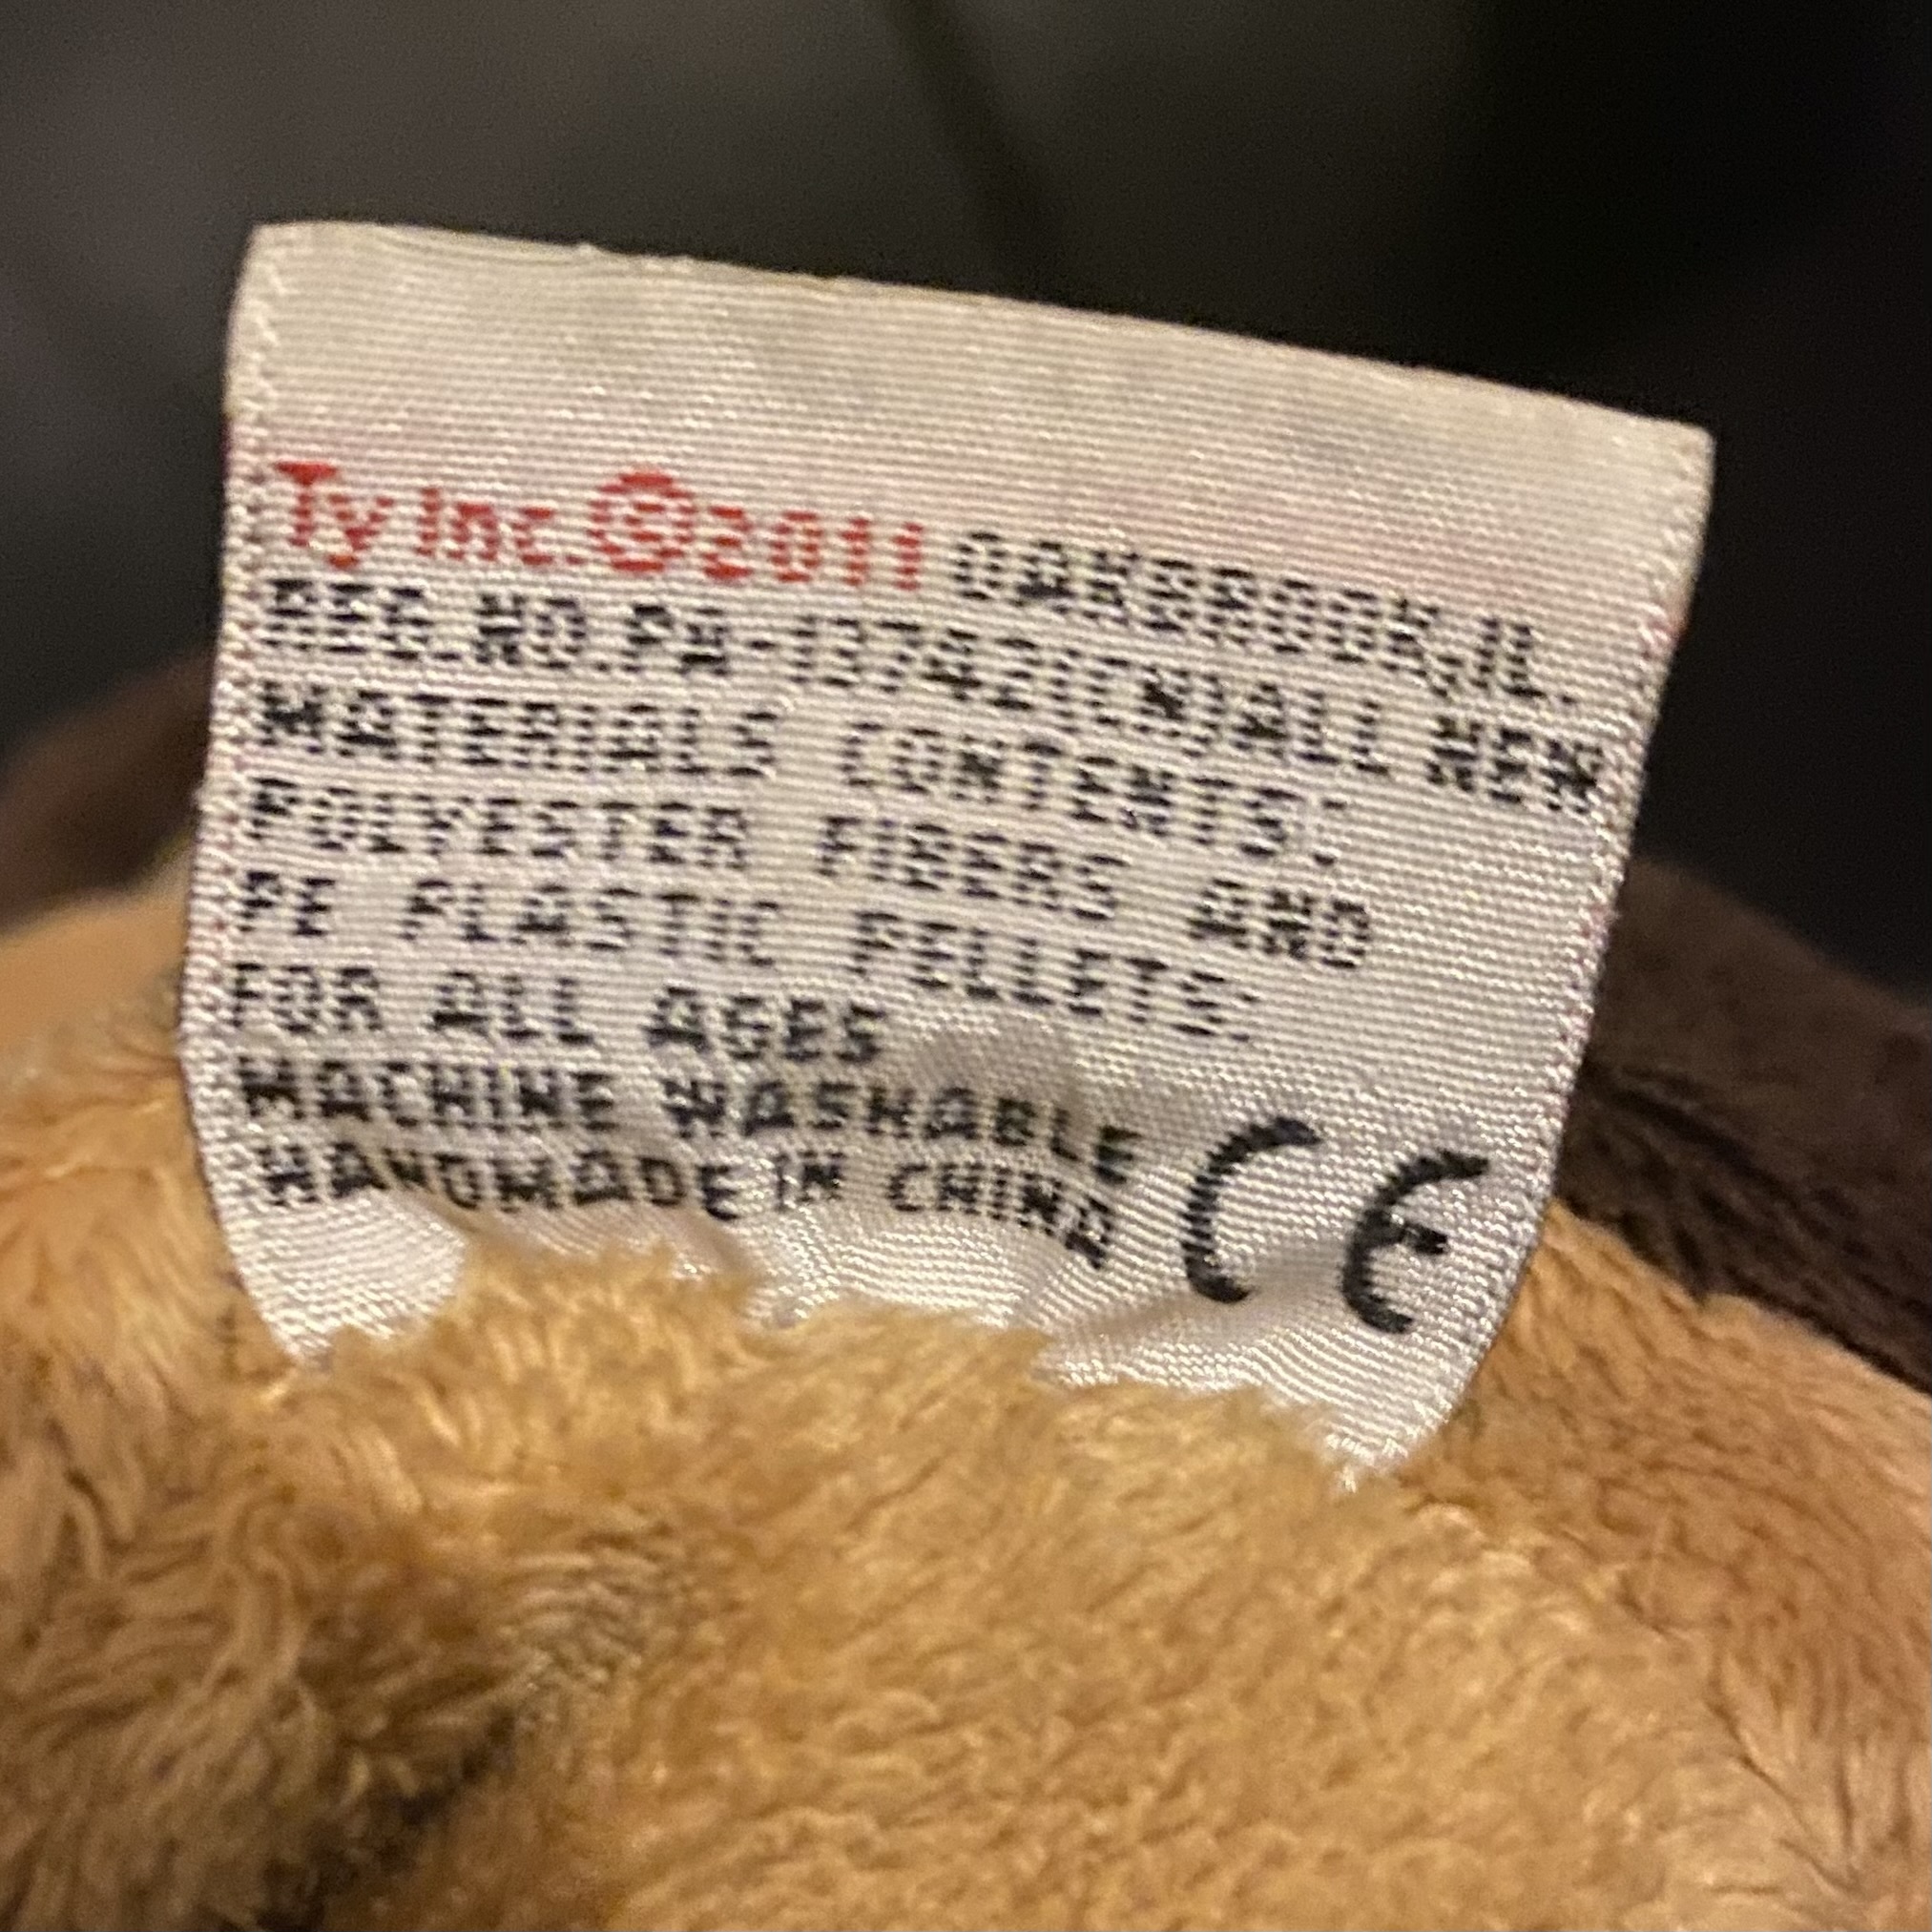 Ty Inc.©2011 OAKBROOK,IL.
REG.NO.PA-13742(CN)ALL NEW
MATERIALS CONTENTS:
POLYESTER FIBERS AND
PE PLASTIC PELLETS:
FOR ALL AGES
MACHINE WASHABLE
HANDMADE IN CHINA CE